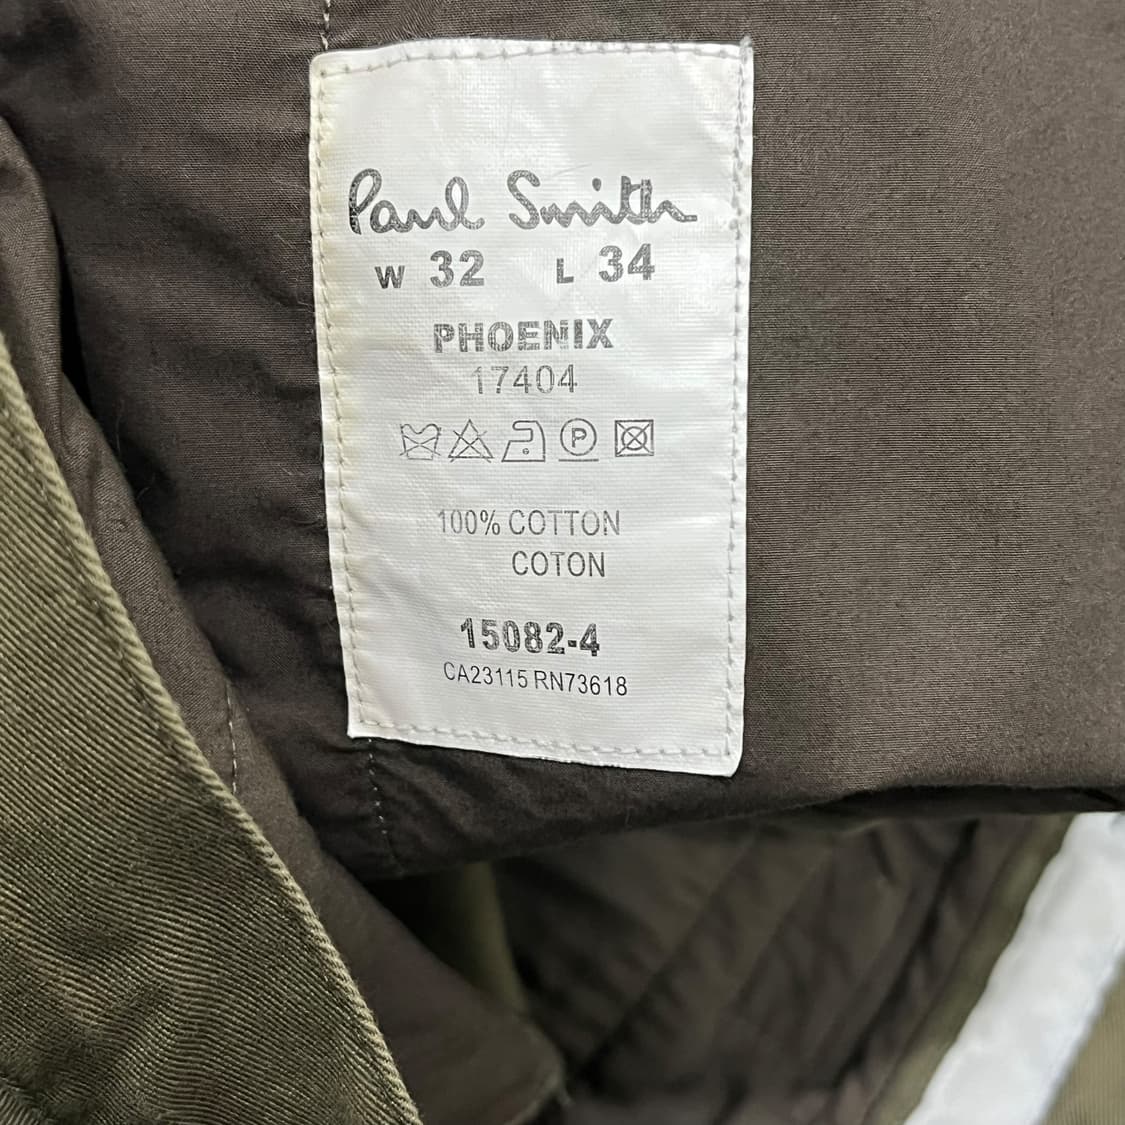 Paul Smith
W 32 L 34
PHOENIX
17404
P
100% COTTON
COTON
15082-4
CA23115 RN73618